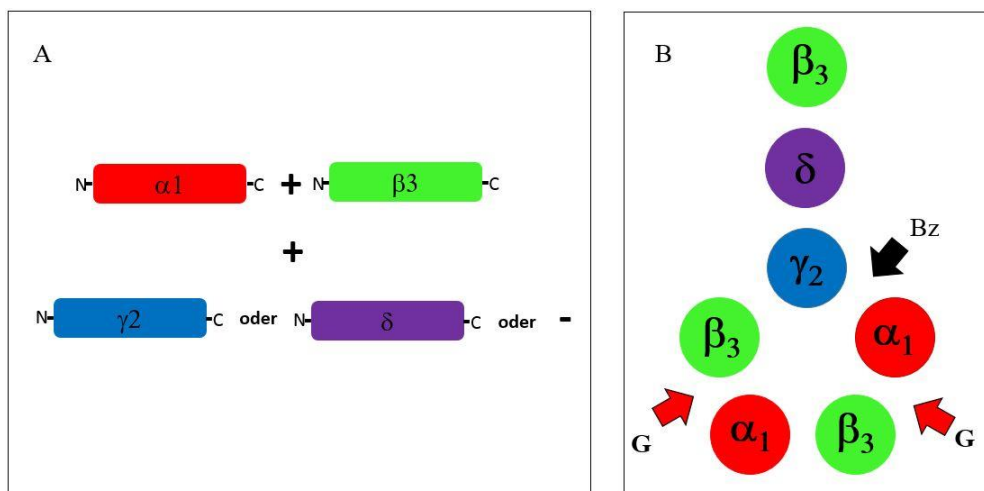 A
N- α1 -C + N- β3 -C
+
N- γ2 -C oder N- δ -C oder -
B
β3
δ
Bz
γ2
β3 α1
G α1 β3 G